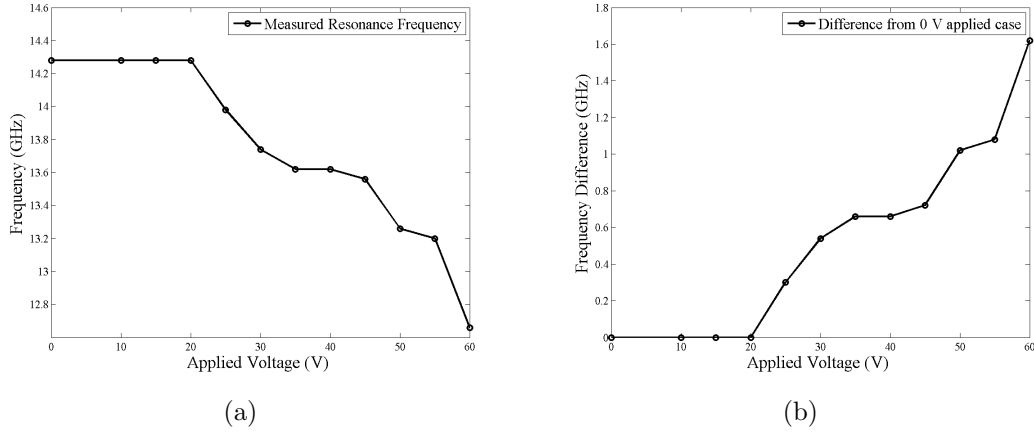 14.6
14.4
14.2
14
13.8
13.6
13.4
13.2
13
12.8
Frequency (GHz)
Measured Resonance Frequency
0 10 20 30 40 50 60
Applied Voltage (V)
(a)
1.8
1.6
1.4
1.2
1
0.8
0.6
0.4
0.2
0
Frequency Difference (GHz)
Difference from 0 V applied case
0 10 20 30 40 50 60
Applied Voltage (V)
(b)